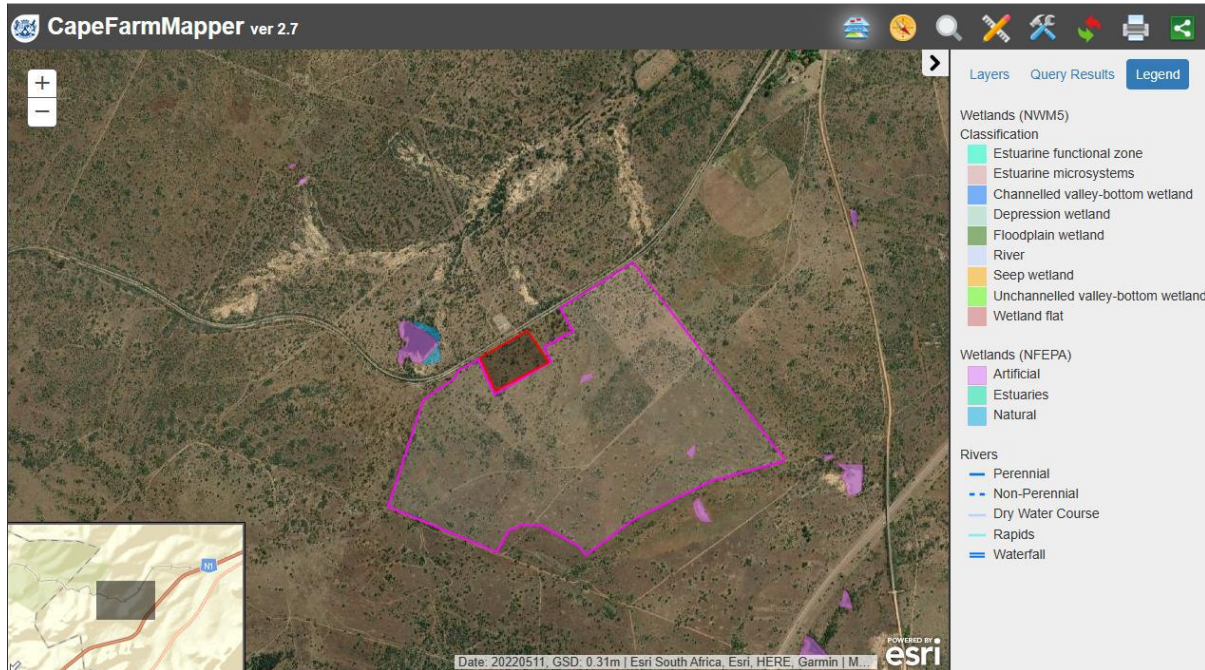 CapeFarmMapper ver 2.7
+
−
Layers
Query Results
Legend
Wetlands (NWM5)
Classification
Estuarine functional zone
Estuarine microsystems
Channelled valley-bottom wetland
Depression wetland
Floodplain wetland
River
Seep wetland
Unchannelled valley-bottom wetland
Wetland flat
Wetlands (NFEPA)
Artificial
Estuaries
Natural
Rivers
Perennial
Non-Perennial
Dry Water Course
Rapids
Waterfall
N1
POWERED BY
esri
Date: 20220511, GSD: 0.31m | Esri South Africa, Esri, HERE, Garmin | M...